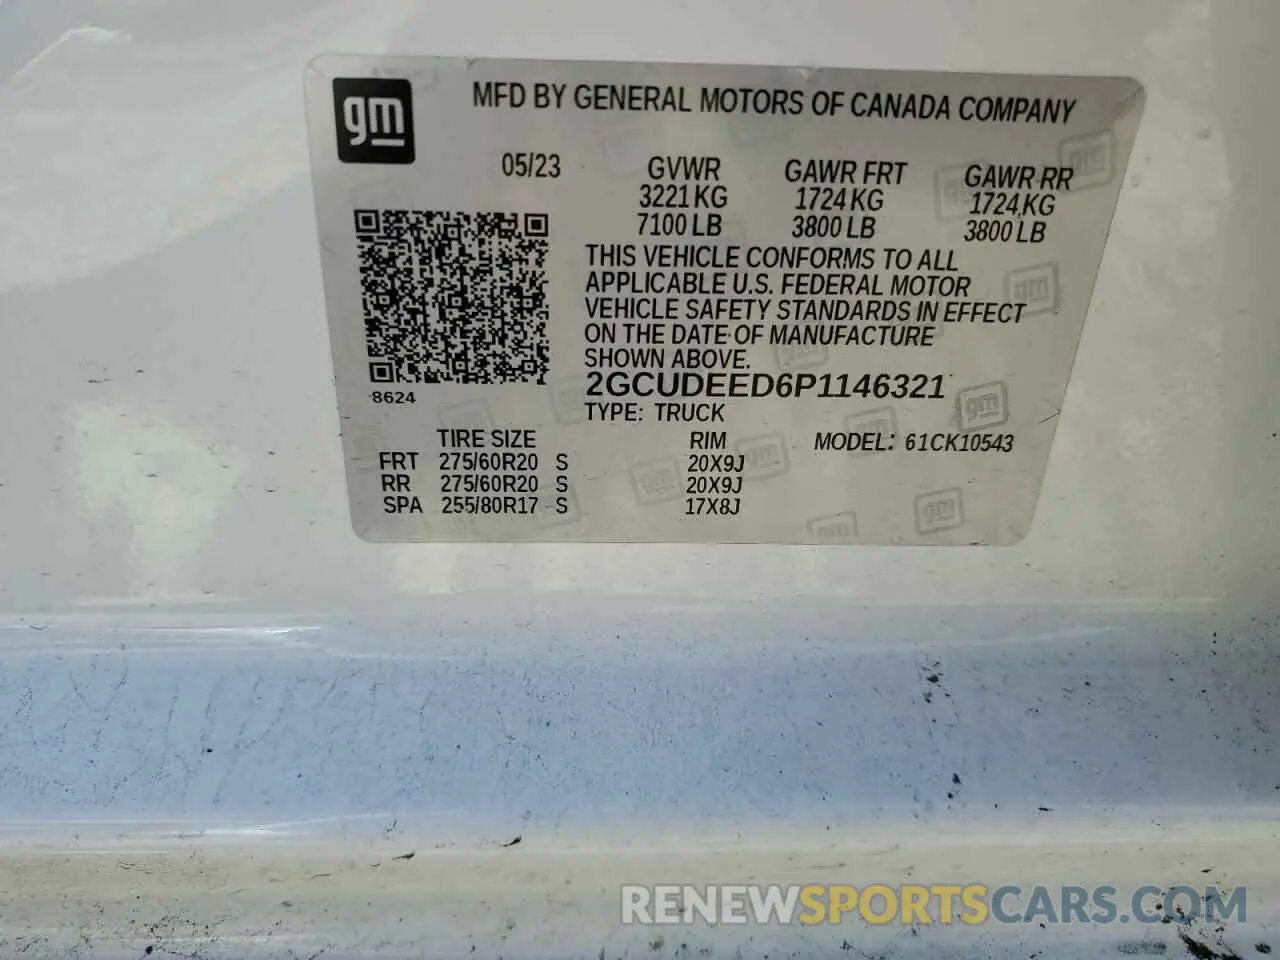 gm
MFD BY GENERAL MOTORS OF CANADA COMPANY
05/23
GVWR
3221 KG
7100 LB
GAWR FRT
1724 KG
3800 LB
GAWR RR
1724 KG
3800 LB
THIS VEHICLE CONFORMS TO ALL
APPLICABLE U.S. FEDERAL MOTOR
VEHICLE SAFETY STANDARDS IN EFFECT
ON THE DATE OF MANUFACTURE
SHOWN ABOVE.
2GCUDEED6P1146321
TYPE: TRUCK
8624
TIRE SIZE RIM MODEL: 61CK10543
FRT 275/60R20 S 20X9J
RR 275/60R20 S 20X9J
SPA 255/80R17 S 17X8J
RENEWSPORTSCARS.COM